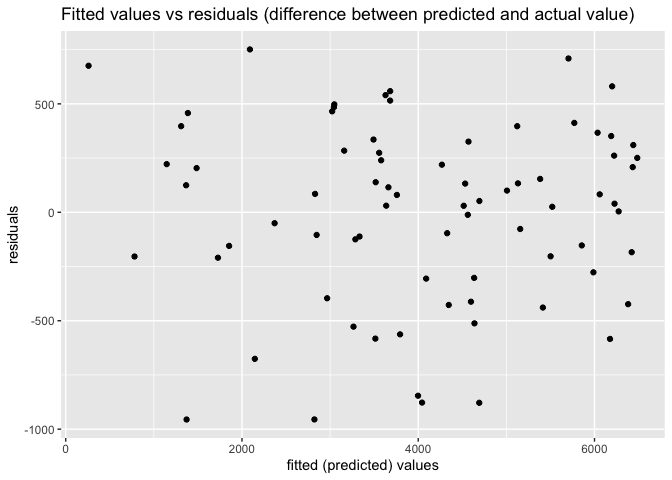 Fitted values vs residuals (difference between predicted and actual value)
500
0
-500
-1000
residuals
0 2000 4000 6000
fitted (predicted) values